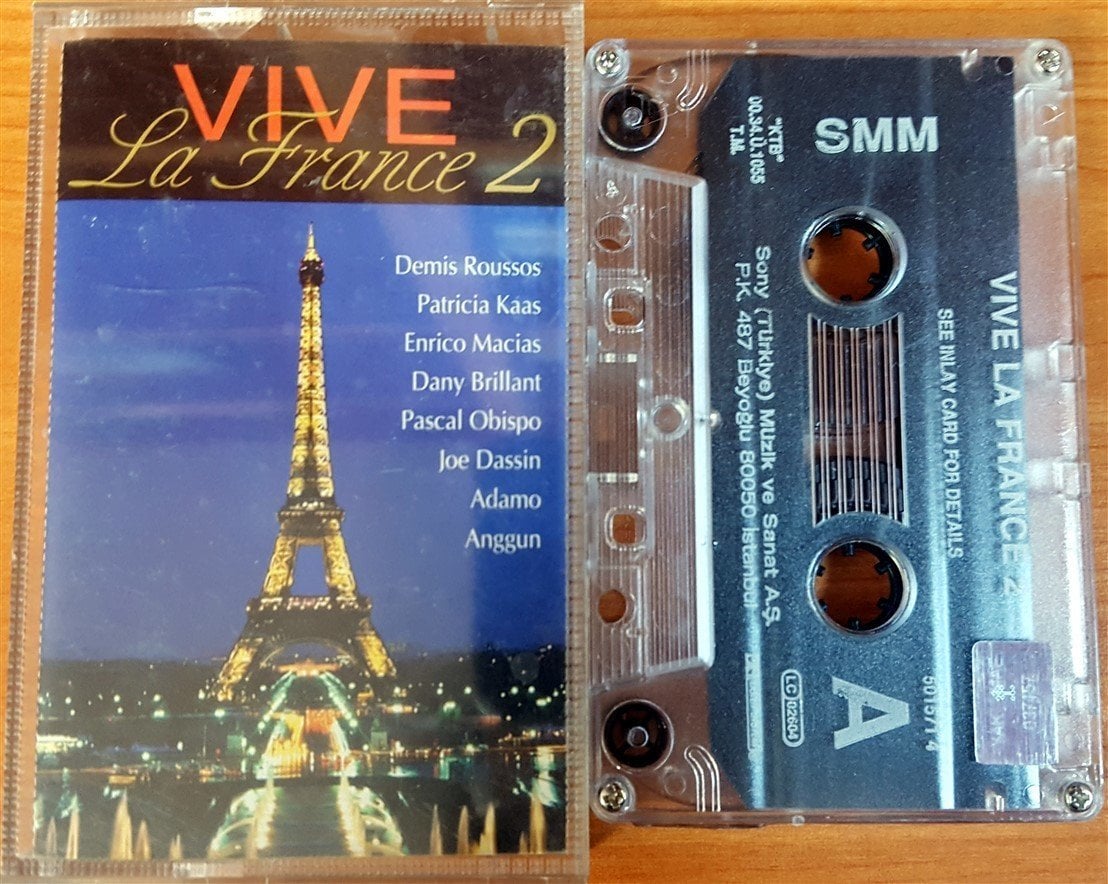 VIVE
La France 2
Demis Roussos
Patricia Kaas
Enrico Macias
Dany Brillant
Pascal Obispo
Joe Dassin
Adamo
Anggun
SMM
"KTB"
00.34.Ü.1055
T.M.
VIVE LA FRANCE 2
SEE INLAY CARD FOR DETAILS
Sony (Türkiye) Müzik ve Sanat A.Ş.
P.K. 487 Beyoğlu 80050 İstanbul
A
LC 02604
501371 4